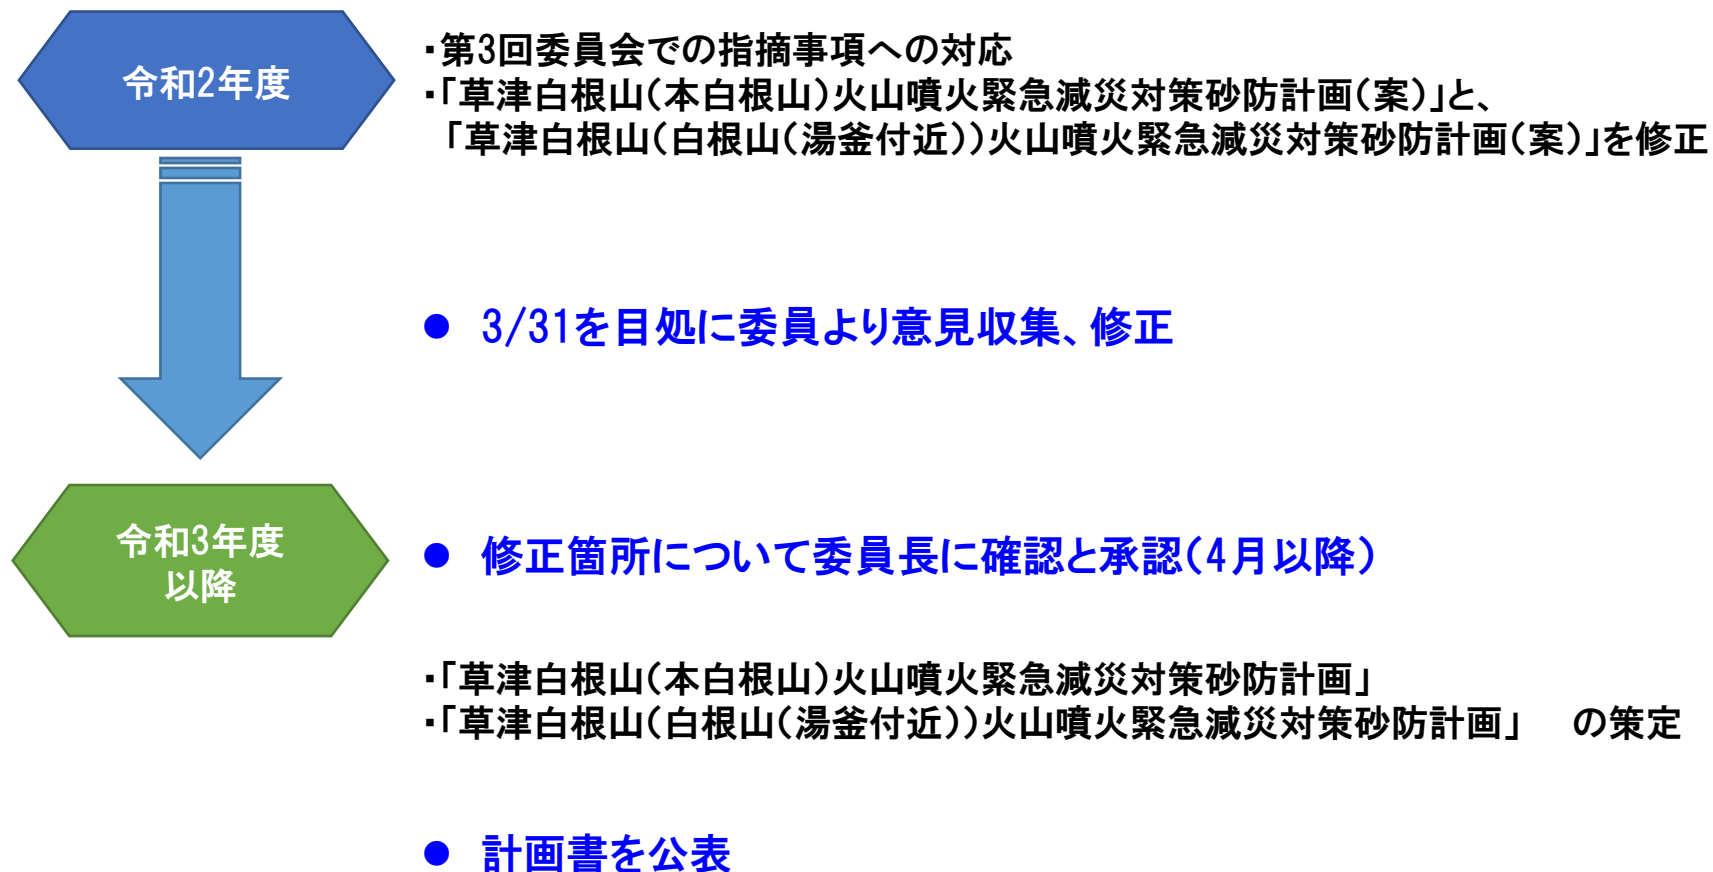 令和2年度
・第3回委員会での指摘事項への対応
・「草津白根山（本白根山）火山噴火緊急減災対策砂防計画（案）」と、
「草津白根山（白根山（湯釜付近））火山噴火緊急減災対策砂防計画（案）」を修正
● 3/31を目処に委員より意見収集、修正
令和3年度
以降
● 修正箇所について委員長に確認と承認（4月以降）
・「草津白根山（本白根山）火山噴火緊急減災対策砂防計画」
・「草津白根山（白根山（湯釜付近））火山噴火緊急減災対策砂防計画」　の策定
● 計画書を公表